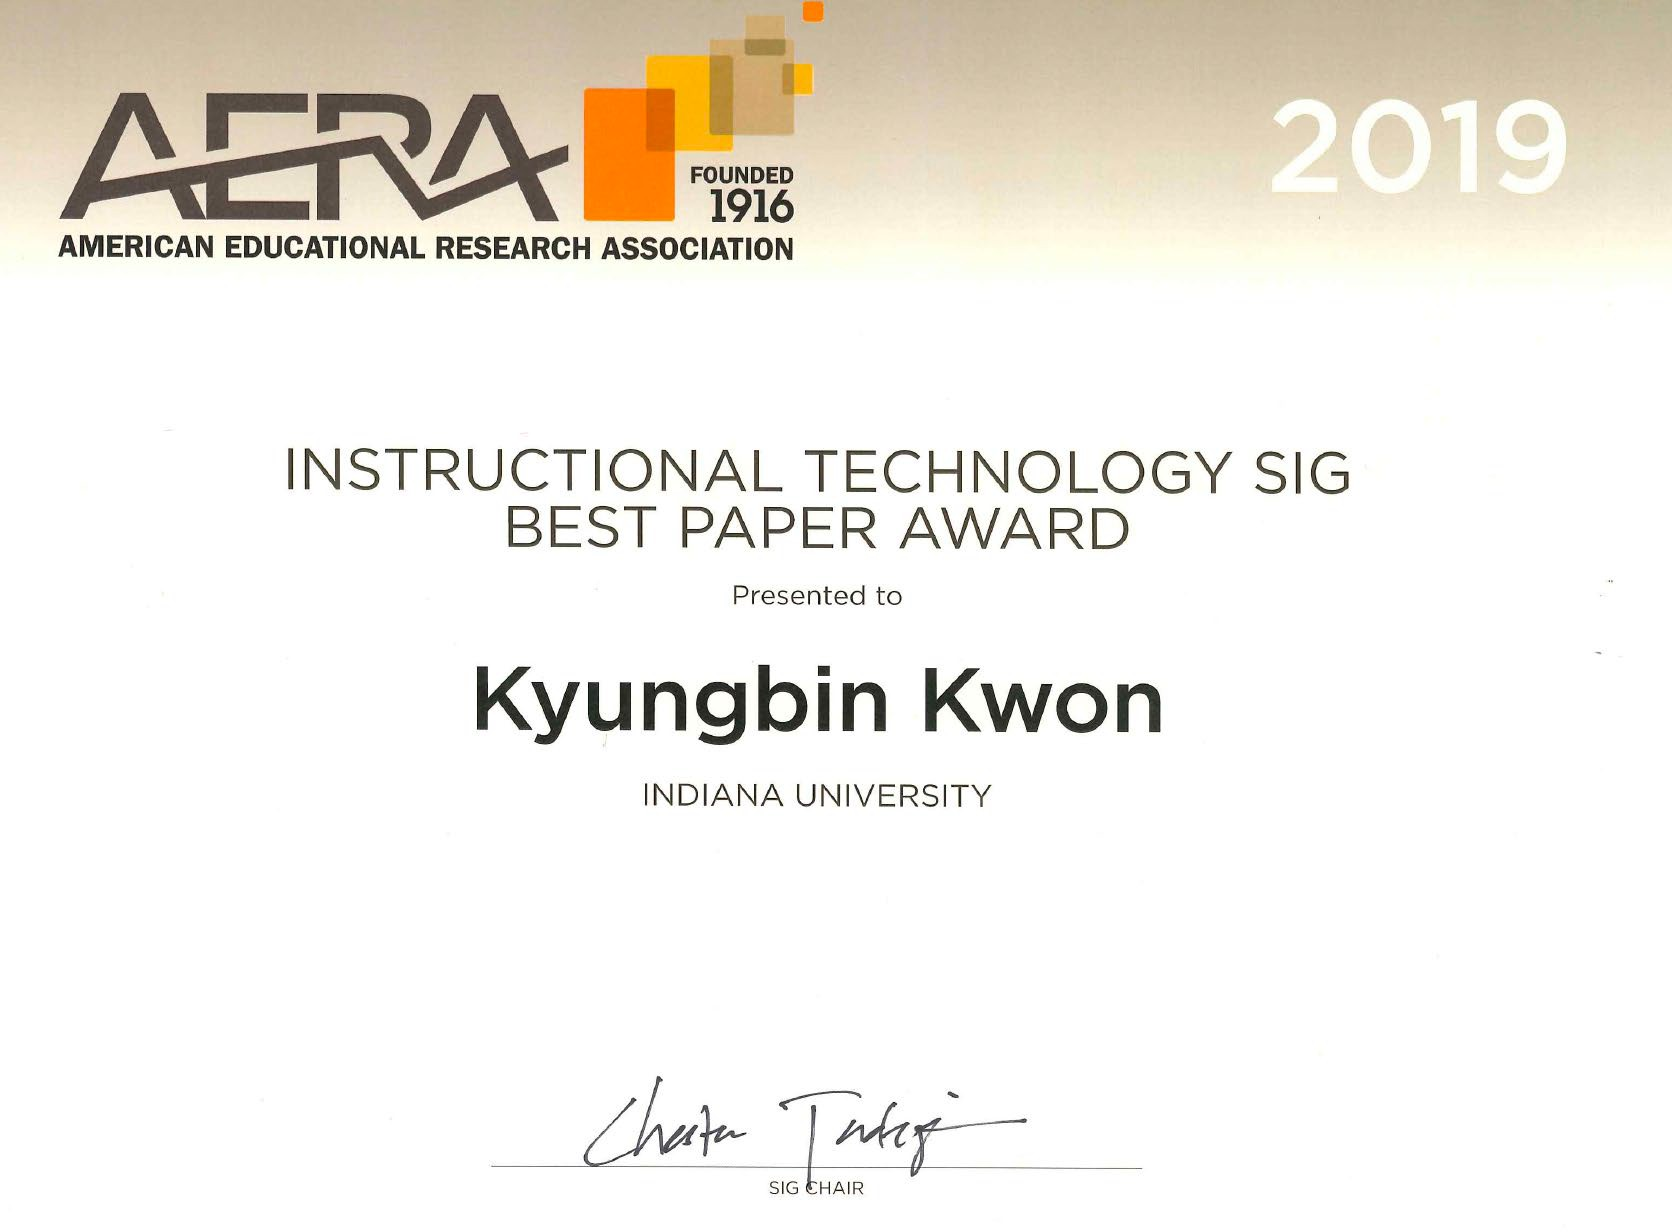 AERA
FOUNDED
1916
AMERICAN EDUCATIONAL RESEARCH ASSOCIATION
2019
INSTRUCTIONAL TECHNOLOGY SIG
BEST PAPER AWARD
Presented to
Kyungbin Kwon
INDIANA UNIVERSITY
SIG CHAIR